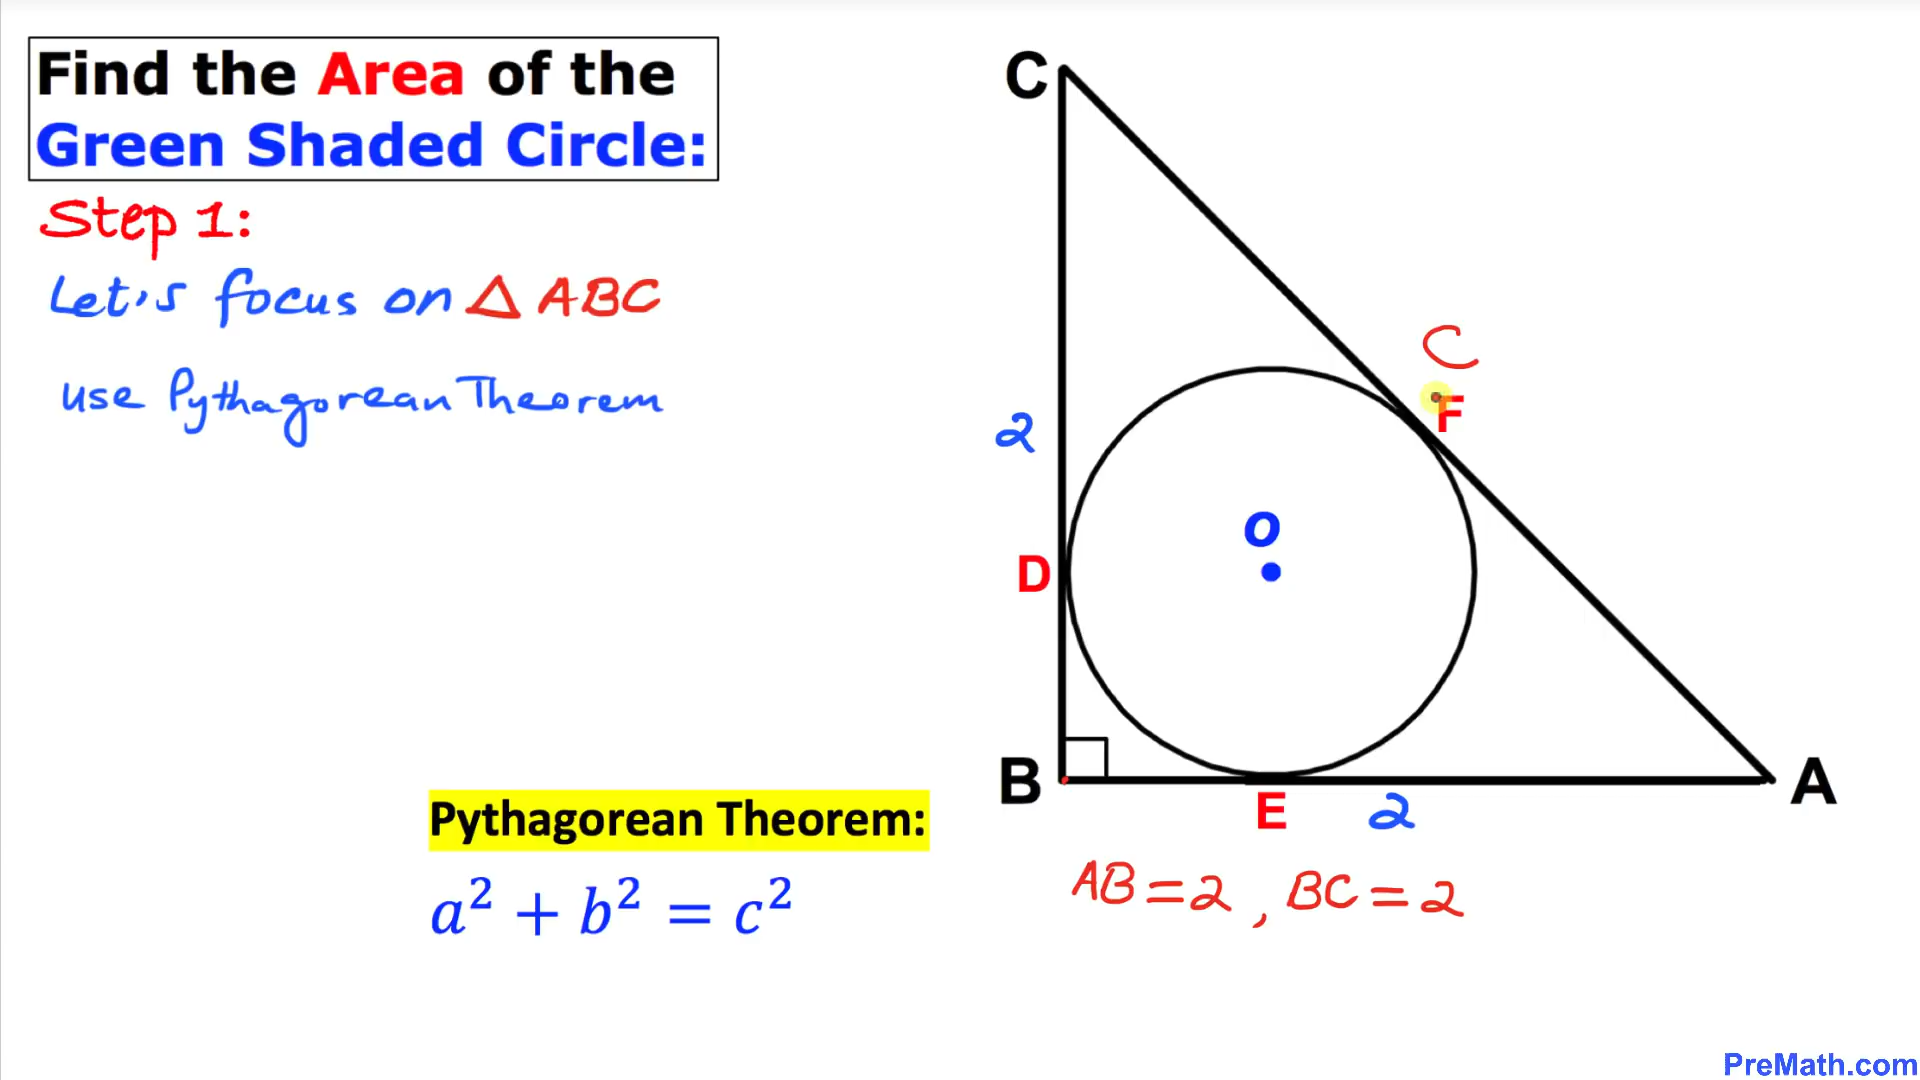 Find the Area of the
Green Shaded Circle:
Step 1:
Let's focus on △ ABC
use Pythagorean Theorem
Pythagorean Theorem:
a² + b² = c²
C
C
F
2
O
D
B
A
E
2
AB = 2 , BC = 2
PreMath.com